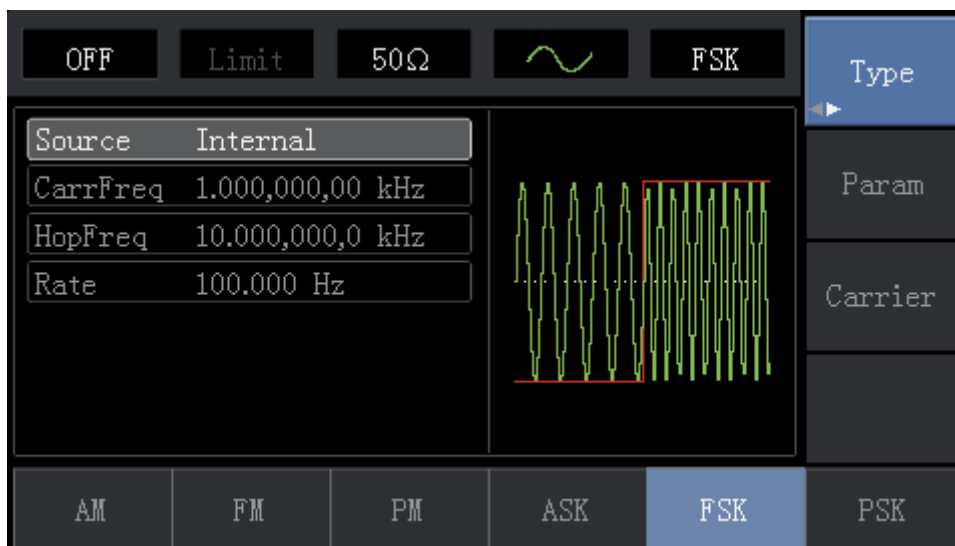 OFF Limit 50Ω FSK Type
Source Internal
CarrFreq 1.000,000,00 kHz
HopFreq 10.000,000,0 kHz
Rate 100.000 Hz
Param
Carrier
AM FM PM ASK FSK PSK